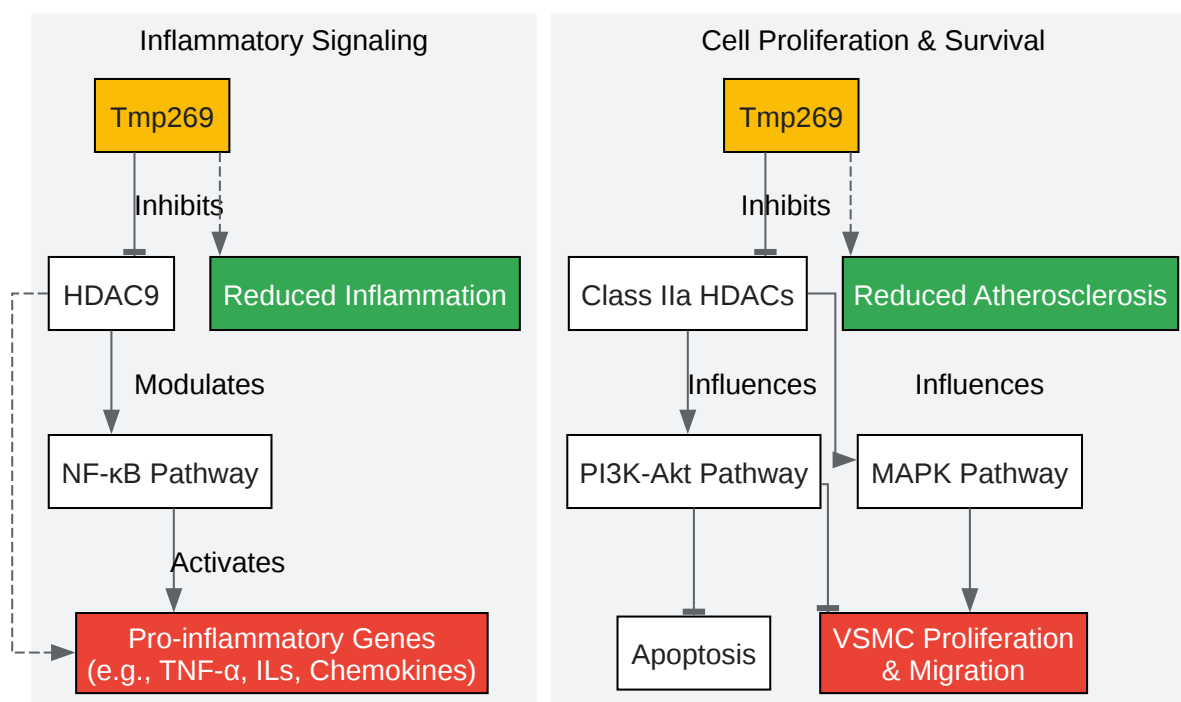 Inflammatory Signaling
Tmp269
Inhibits
HDAC9
Reduced Inflammation
Modulates
NF-κB Pathway
Activates
Pro-inflammatory Genes
(e.g., TNF-α, ILs, Chemokines)
Cell Proliferation & Survival
Tmp269
Inhibits
Class IIa HDACs
Reduced Atherosclerosis
Influences
Influences
PI3K-Akt Pathway
MAPK Pathway
Apoptosis
VSMC Proliferation
& Migration